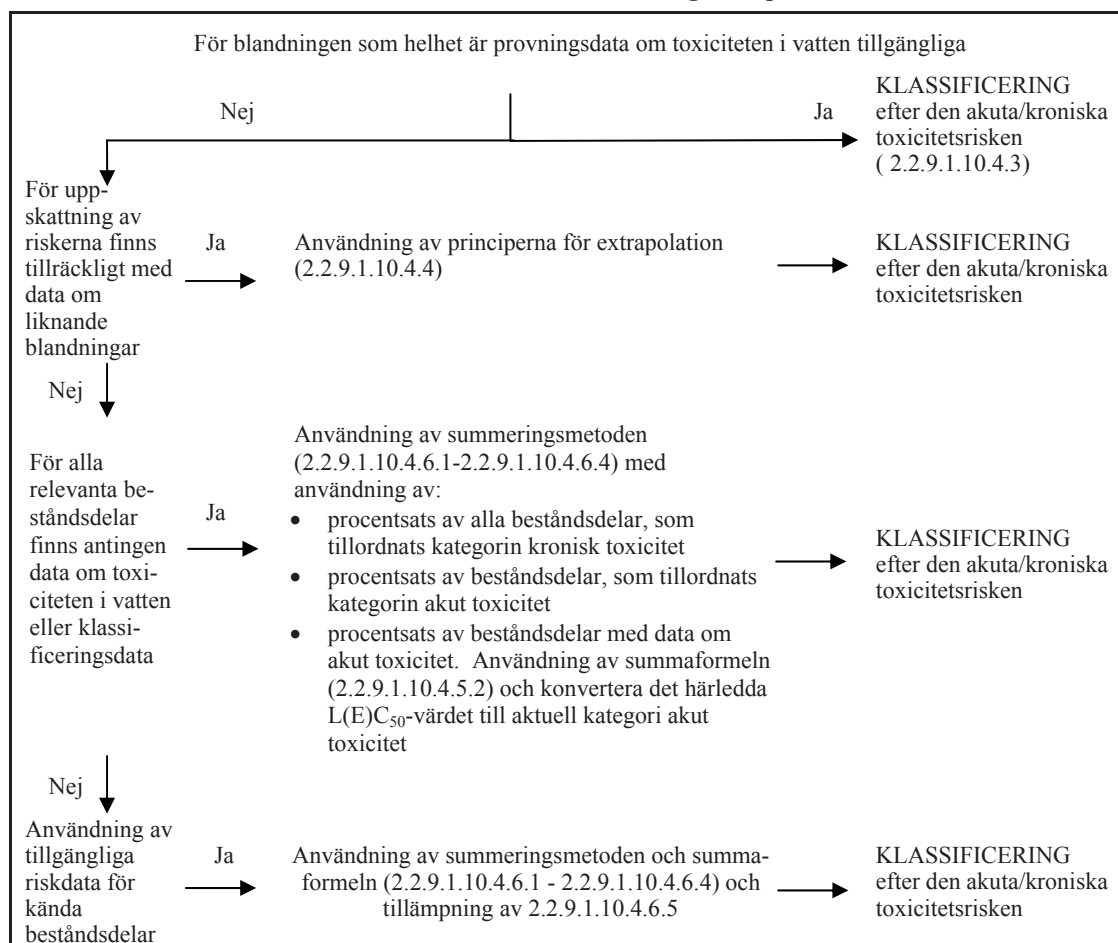 För blandningen som helhet är provningsdata om toxiciteten i vatten tillgängliga
Nej
Ja
KLASSIFICERING
efter den akuta/kroniska
toxicitetsrisken
( 2.2.9.1.10.4.3)
För upp-
skattning av
riskerna finns
tillräckligt med
data om
liknande
blandningar
Ja
Användning av principerna för extrapolation
(2.2.9.1.10.4.4)
KLASSIFICERING
efter den akuta/kroniska
toxicitetsrisken
Nej
För alla
relevanta be-
ståndsdelar
finns antingen
data om toxi-
citeten i vatten
eller klassi-
ficeringsdata
Ja
Användning av summeringsmetoden
(2.2.9.1.10.4.6.1-2.2.9.1.10.4.6.4) med
användning av:
• procentsats av alla beståndsdelar, som
tillordnats kategorin kronisk toxicitet
• procentsats av beståndsdelar, som tillordnats
kategorin akut toxicitet
• procentsats av beståndsdelar med data om
akut toxicitet. Användning av summaformeln
(2.2.9.1.10.4.5.2) och konvertera det härledda
L(E)C50-värdet till aktuell kategori akut
toxicitet
KLASSIFICERING
efter den akuta/kroniska
toxicitetsrisken
Nej
Användning av
tillgängliga
riskdata för
kända
beståndsdelar
Ja
Användning av summeringsmetoden och summa-
formeln (2.2.9.1.10.4.6.1 - 2.2.9.1.10.4.6.4) och
tillämpning av 2.2.9.1.10.4.6.5
KLASSIFICERING
efter den akuta/kroniska
toxicitetsrisken